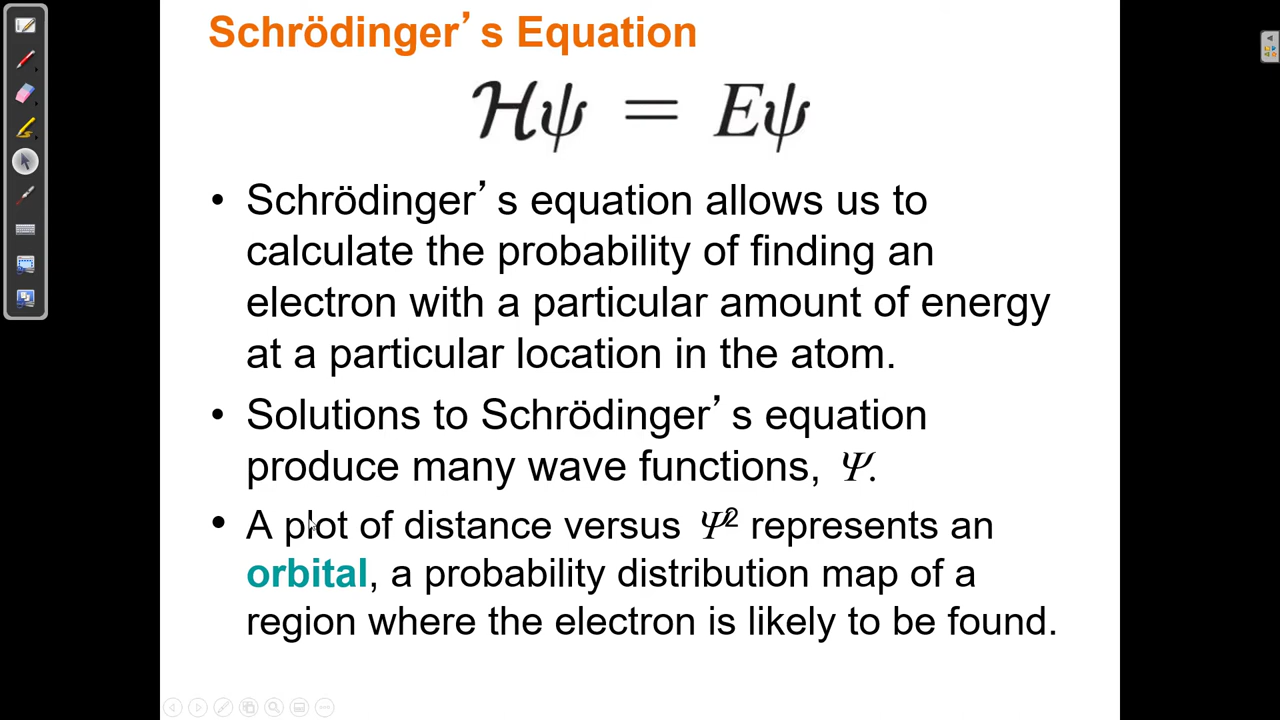 Schrödinger’s Equation
ℋψ = Eψ
• Schrödinger’s equation allows us to
calculate the probability of finding an
electron with a particular amount of energy
at a particular location in the atom.
• Solutions to Schrödinger’s equation
produce many wave functions, Ψ.
• A plot of distance versus Ψ² represents an
orbital, a probability distribution map of a
region where the electron is likely to be found.